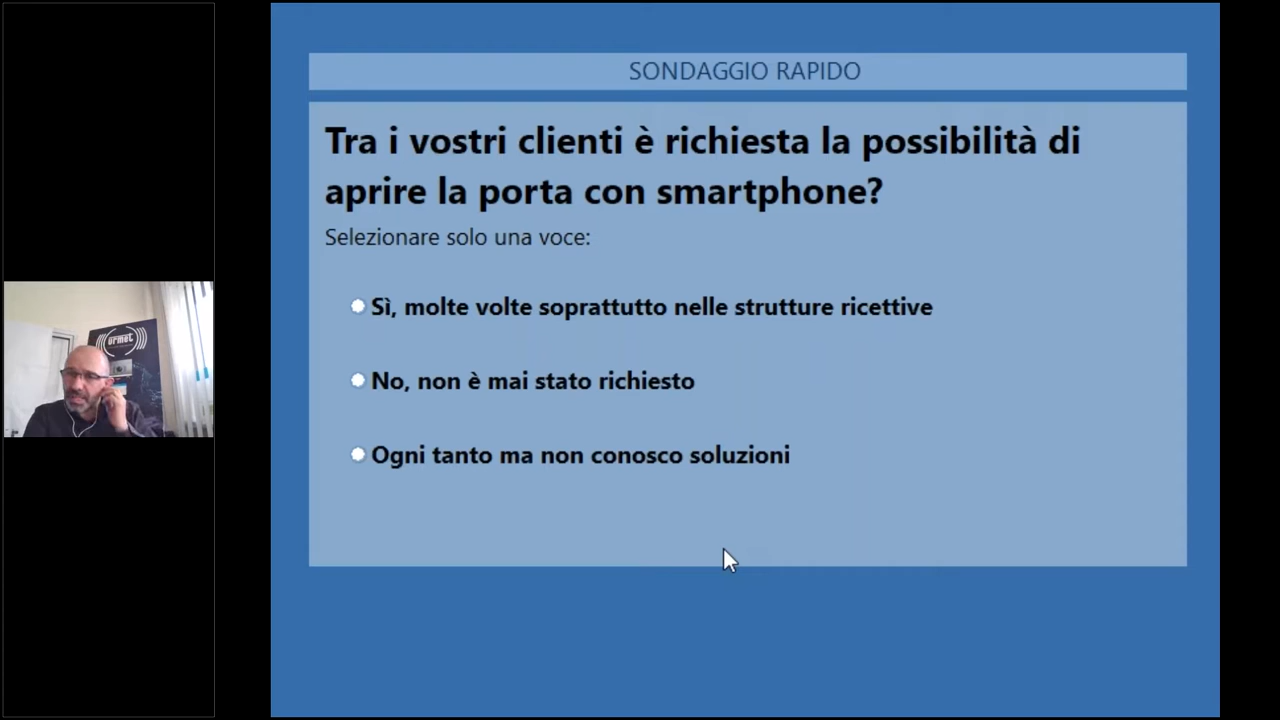 SONDAGGIO RAPIDO
Tra i vostri clienti è richiesta la possibilità di
aprire la porta con smartphone?
Selezionare solo una voce:
Sì, molte volte soprattutto nelle strutture ricettive
No, non è mai stato richiesto
Ogni tanto ma non conosco soluzioni
urmet